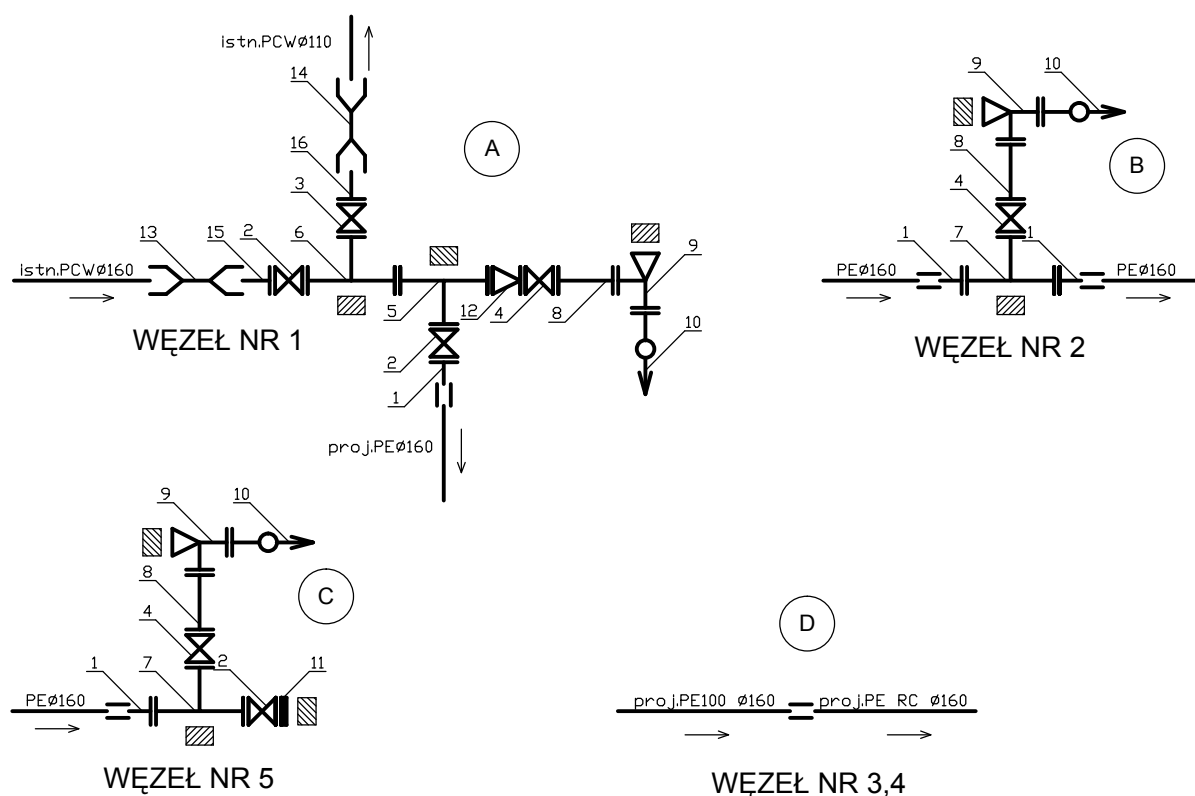 istn.PCWø110
14
16
3
A
13
15
2
6
istn.PCWø160
5
12
4
8
9
10
2
1
proj.PEø160
WĘZEŁ NR 1
9
10
8
B
4
1
7
1
PEø160
PEø160
WĘZEŁ NR 2
9
10
8
C
4
1
7
2
11
PEø160
WĘZEŁ NR 5
D
proj.PE100 ø160
proj.PE RC ø160
WĘZEŁ NR 3,4